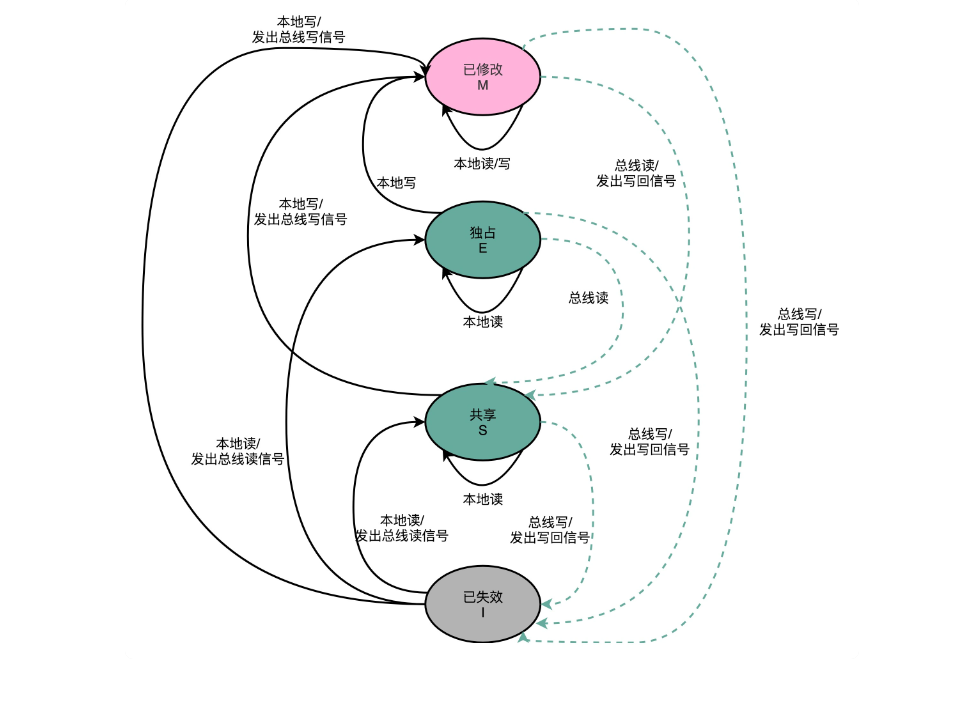 本地写/
发出总线写信号
已修改
M
本地读/写
总线读/
发出写回信号
本地写
本地写/
发出总线写信号
独占
E
总线读
本地读
总线写/
发出写回信号
共享
S
总线写/
发出写回信号
本地读/
发出总线读信号
本地读
本地读/
发出总线读信号
总线写/
发出写回信号
已失效
I